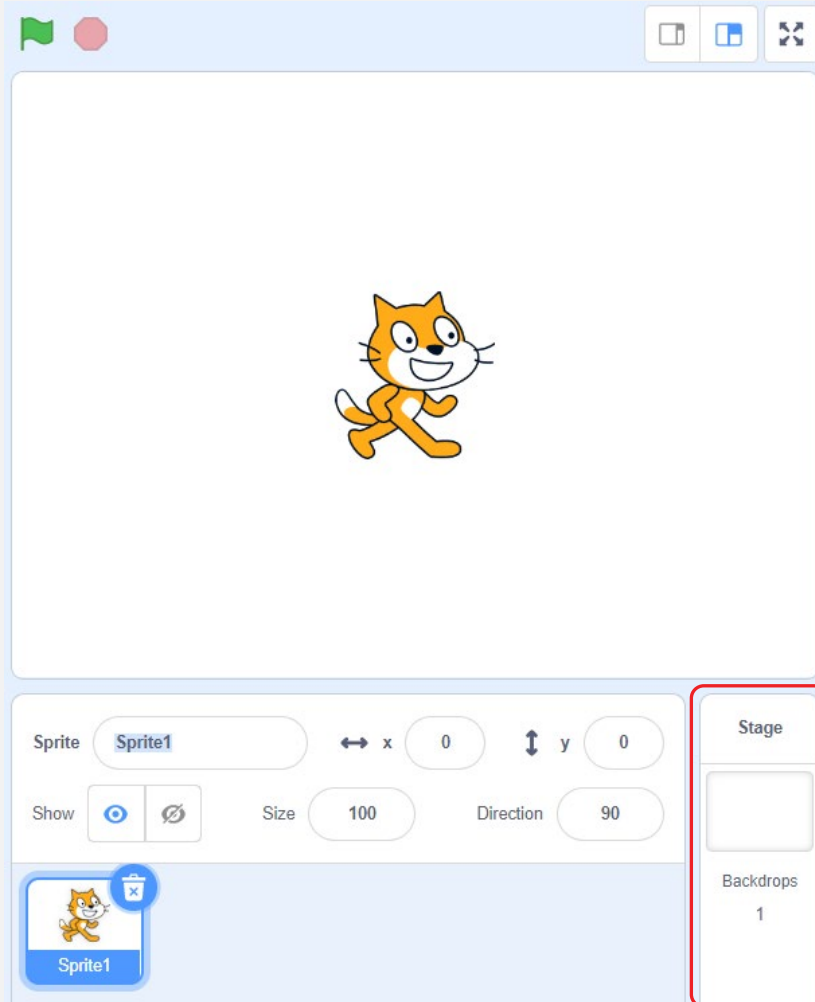 Sprite Sprite1 x 0 y 0
Show Size 100 Direction 90
Sprite1
Stage
Backdrops
1